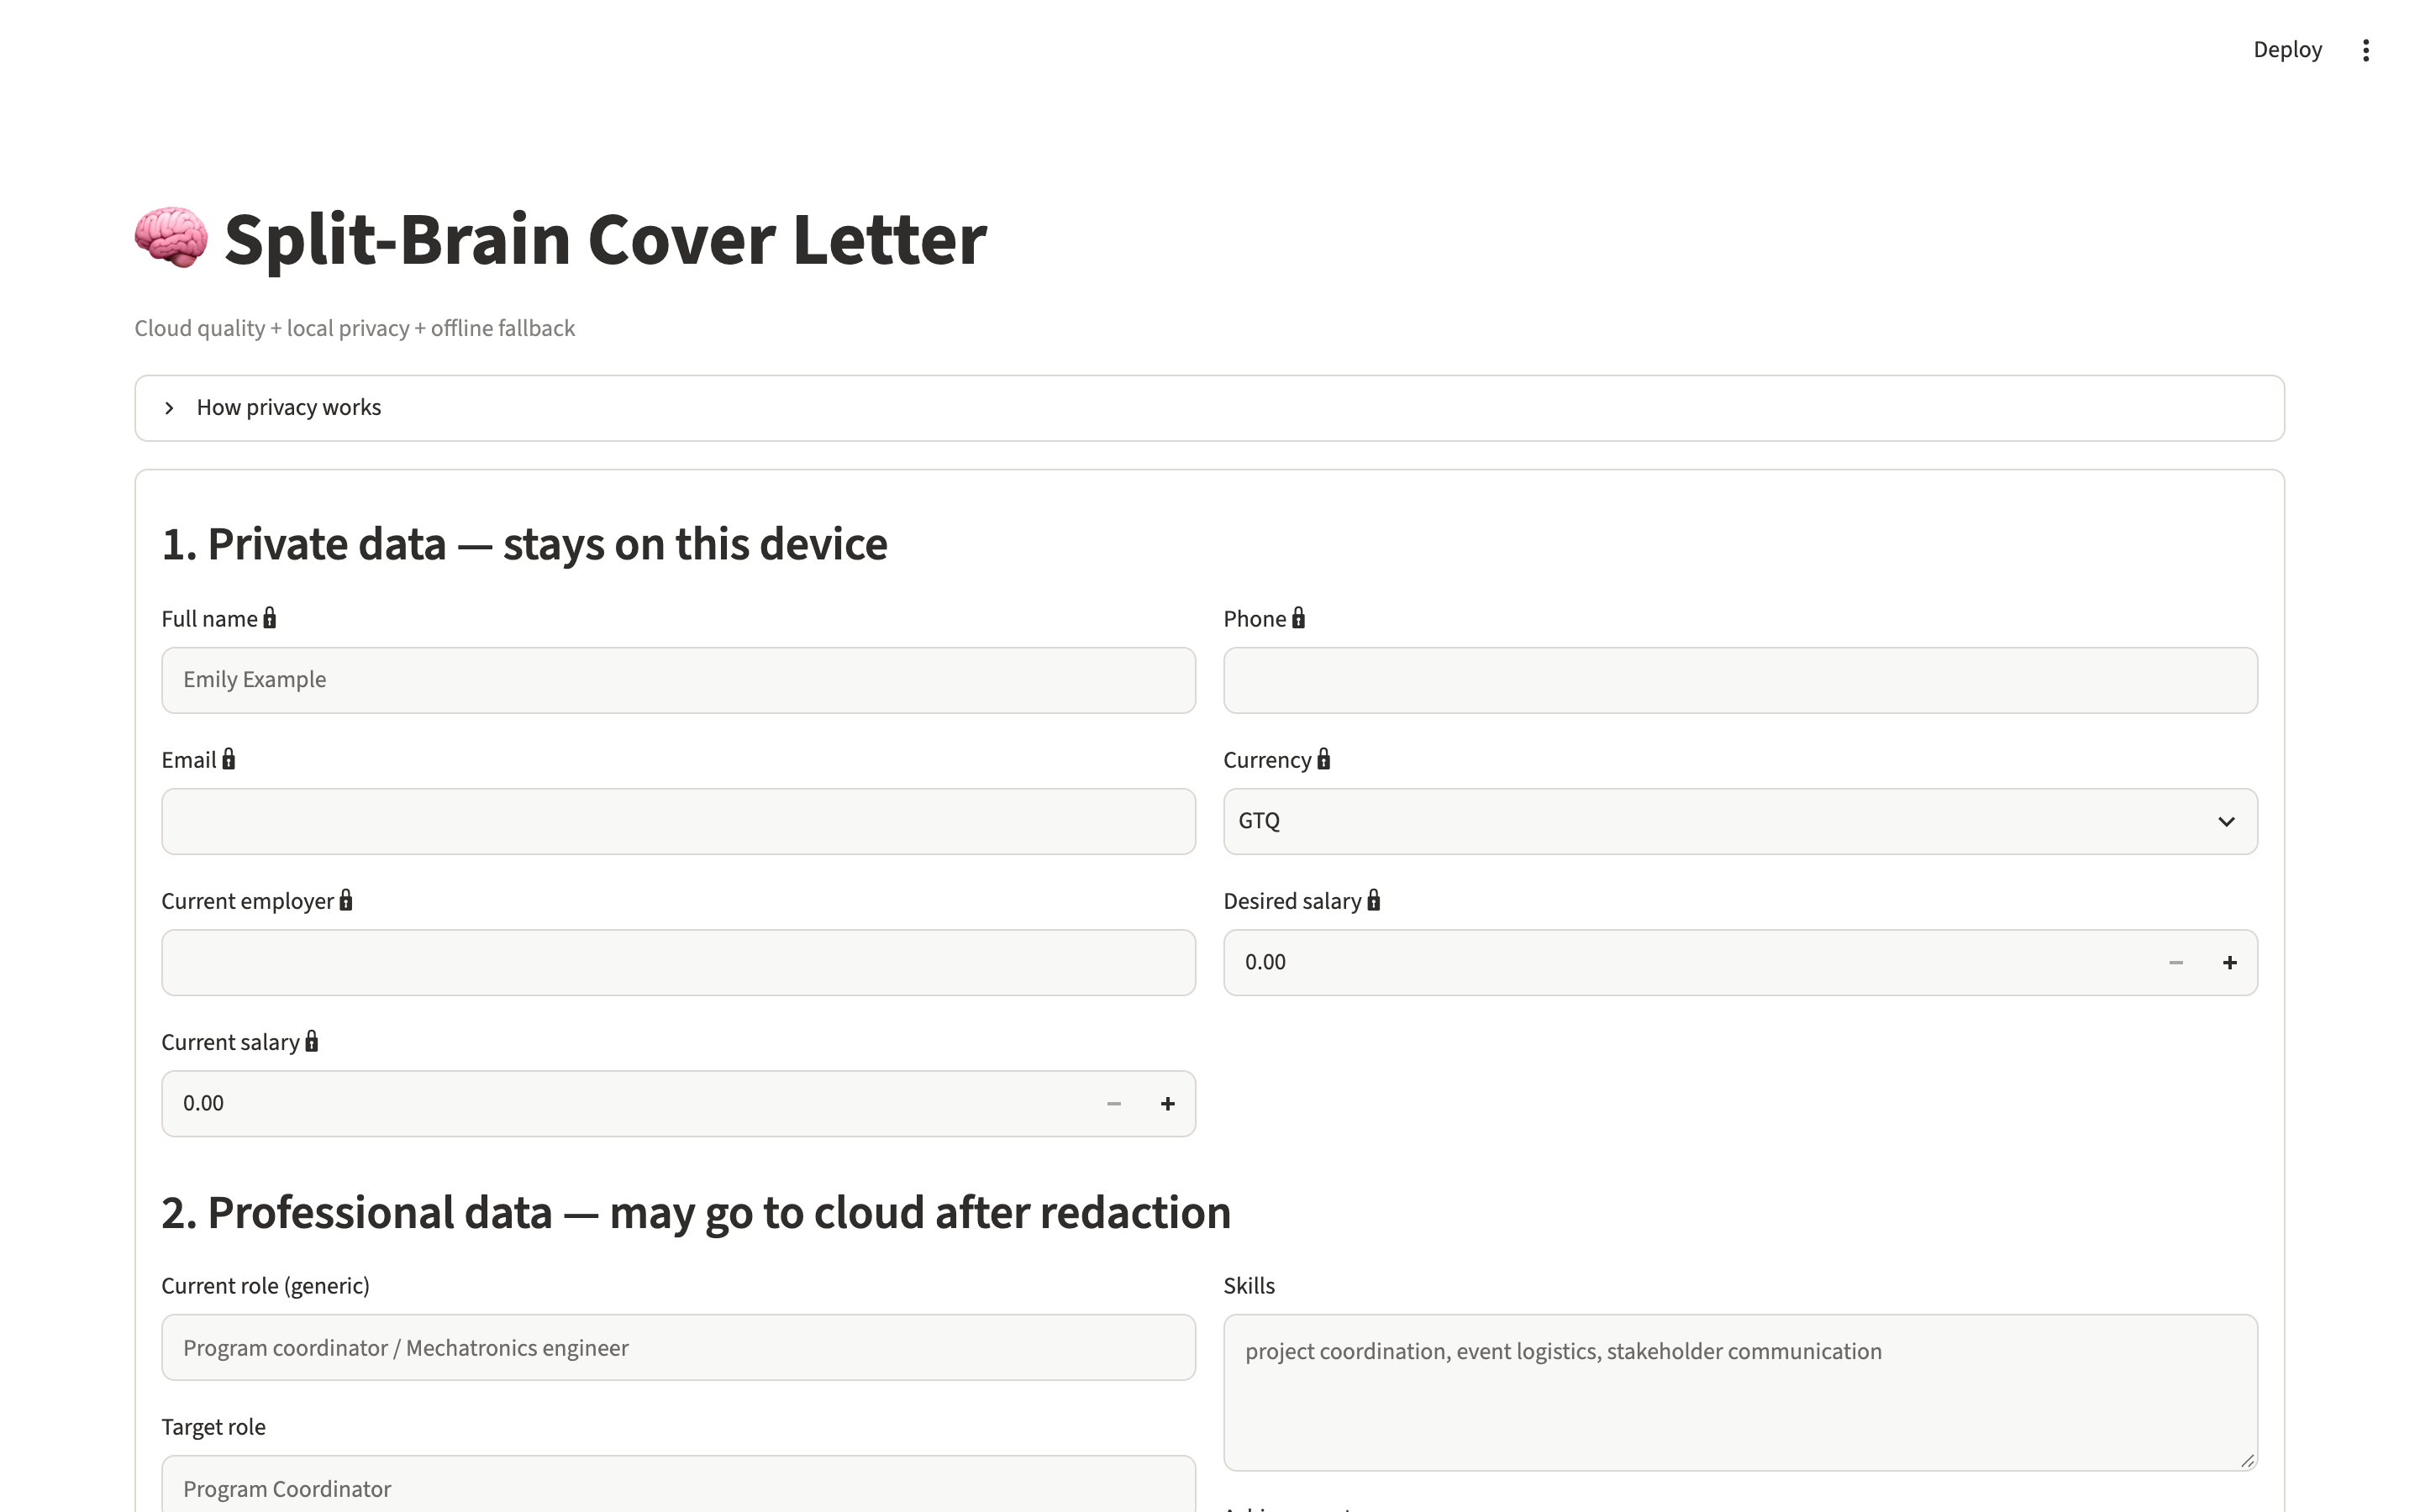 Deploy
Split-Brain Cover Letter
Cloud quality + local privacy + offline fallback
How privacy works
1. Private data — stays on this device
Full name
Emily Example
Phone
Email
Currency
GTQ
Current employer
Desired salary
0.00
Current salary
0.00
2. Professional data — may go to cloud after redaction
Current role (generic)
Program coordinator / Mechatronics engineer
Skills
project coordination, event logistics, stakeholder communication
Target role
Program Coordinator